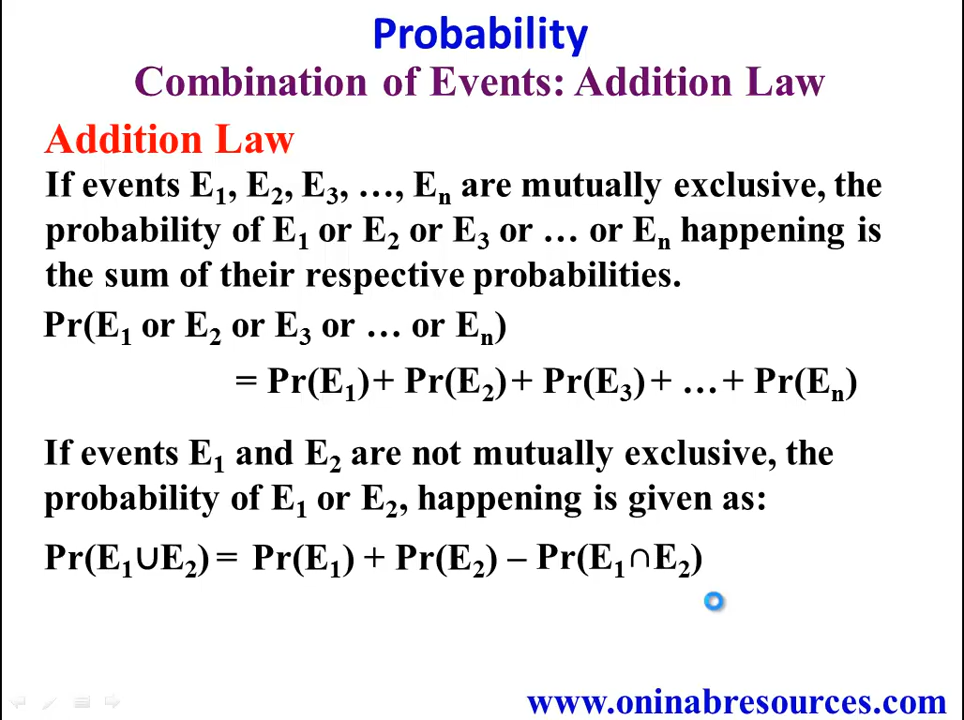 Probability
Combination of Events: Addition Law
Addition Law
If events E₁, E₂, E₃, …, Eₙ are mutually exclusive, the
probability of E₁ or E₂ or E₃ or … or Eₙ happening is
the sum of their respective probabilities.
Pr(E₁ or E₂ or E₃ or … or Eₙ)
= Pr(E₁) + Pr(E₂) + Pr(E₃) + … + Pr(Eₙ)
If events E₁ and E₂ are not mutually exclusive, the
probability of E₁ or E₂, happening is given as:
Pr(E₁∪E₂) = Pr(E₁) + Pr(E₂) – Pr(E₁∩E₂)
www.oninabresources.com